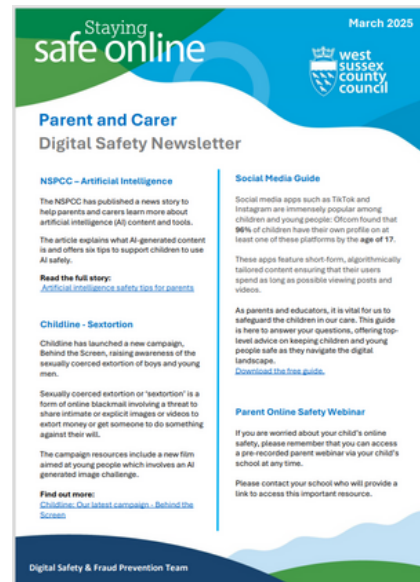 Staying
safe online
March 2025
west
sussex
county
council
Parent and Carer
Digital Safety Newsletter
NSPCC – Artificial Intelligence
The NSPCC has published a news story to
help parents and carers learn more about
artificial intelligence (AI) content and tools.
The article explains what AI-generated content
is and offers six tips to support children to use
AI safely.
Read the full story:
Artificial intelligence safety tips for parents
Childline - Sextortion
Childline has launched a new campaign,
Behind the Screen, raising awareness of the
sexually coerced extortion of boys and young
men.
Sexually coerced extortion or 'sextortion' is a
form of online blackmail involving a threat to
share intimate or explicit images or videos to
extort money or get someone to do something
against their will.
The campaign resources include a new film
aimed at young people which involves an AI
generated image challenge.
Find out more:
Childline: Our latest campaign - Behind the
Screen
Social Media Guide
Social media apps such as TikTok and
Instagram are immensely popular among
children and young people: Ofcom found that
96% of children have their own profile on at
least one of these platforms by the age of 17.
These apps feature short-form, algorithmically
tailored content ensuring that their users
spend as long as possible viewing posts and
videos.
As parents and educators, it is vital for us to
safeguard the children in our care. This guide
is here to answer your questions, offering top-
level advice on keeping children and young
people safe as they navigate the digital
landscape.
Download the free guide.
Parent Online Safety Webinar
If you are worried about your child's online
safety, please remember that you can access
a pre-recorded parent webinar via your child's
school at any time.
Please contact your school who will provide a
link to access this important resource.
Digital Safety & Fraud Prevention Team